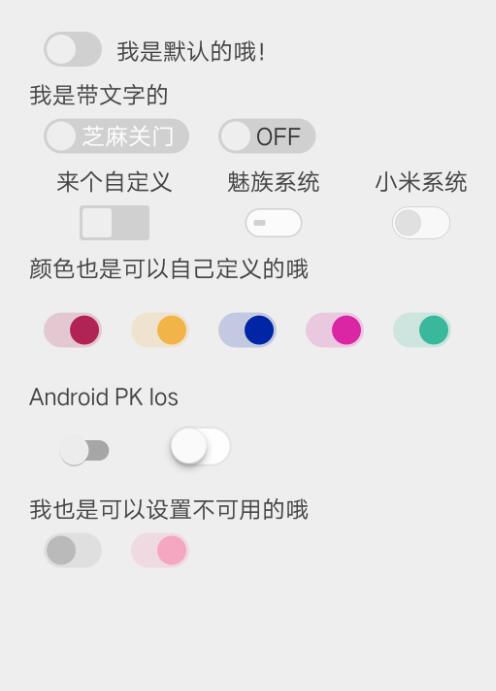 我是默认的哦!
我是带文字的
芝麻关门 OFF
来个自定义 魅族系统 小米系统
颜色也是可以自己定义的哦
Android PK Ios
我也是可以设置不可用的哦